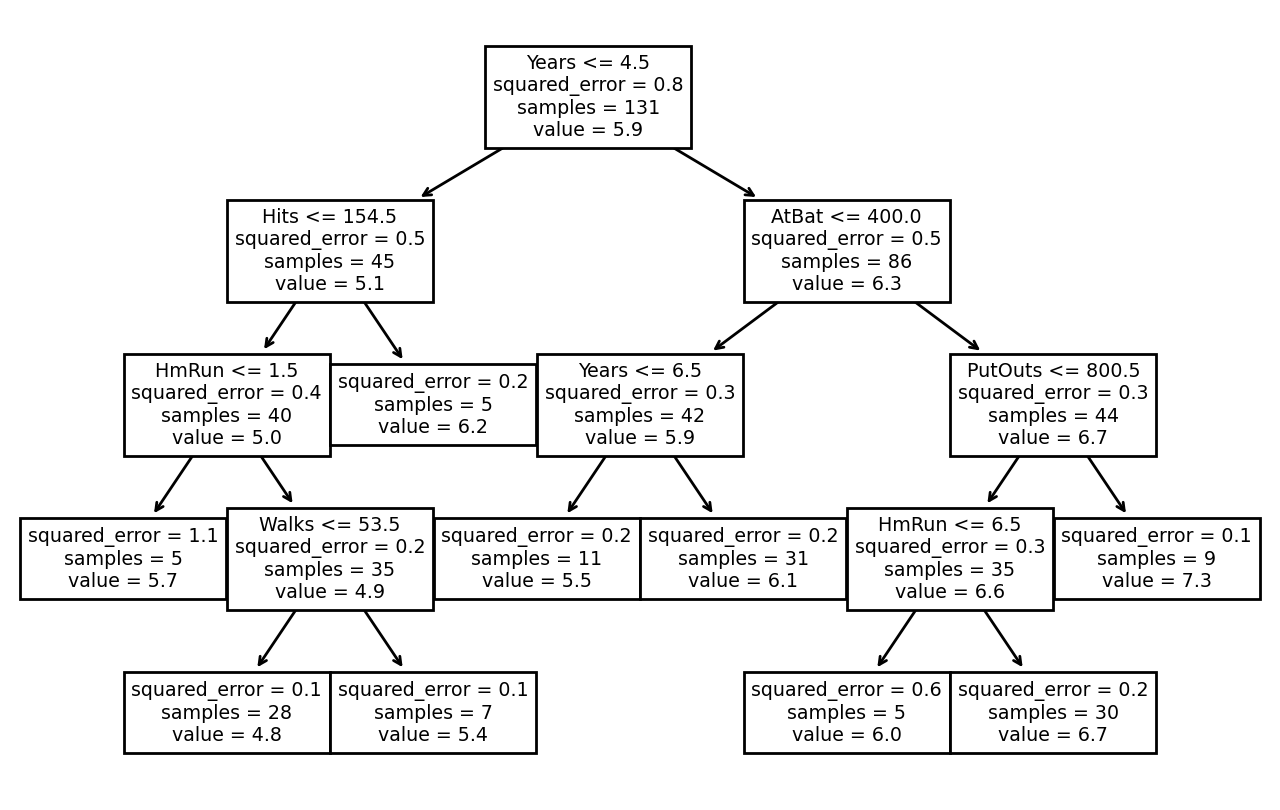 Years <= 4.5
squared_error = 0.8
samples = 131
value = 5.9
Hits <= 154.5
squared_error = 0.5
samples = 45
value = 5.1
AtBat <= 400.0
squared_error = 0.5
samples = 86
value = 6.3
HmRun <= 1.5
squared_error = 0.4
samples = 40
value = 5.0
squared_error = 0.2
samples = 5
value = 6.2
Years <= 6.5
squared_error = 0.3
samples = 42
value = 5.9
PutOuts <= 800.5
squared_error = 0.3
samples = 44
value = 6.7
squared_error = 1.1
samples = 5
value = 5.7
Walks <= 53.5
squared_error = 0.2
samples = 35
value = 4.9
squared_error = 0.2
samples = 11
value = 5.5
squared_error = 0.2
samples = 31
value = 6.1
HmRun <= 6.5
squared_error = 0.3
samples = 35
value = 6.6
squared_error = 0.1
samples = 9
value = 7.3
squared_error = 0.1
samples = 28
value = 4.8
squared_error = 0.1
samples = 7
value = 5.4
squared_error = 0.6
samples = 5
value = 6.0
squared_error = 0.2
samples = 30
value = 6.7